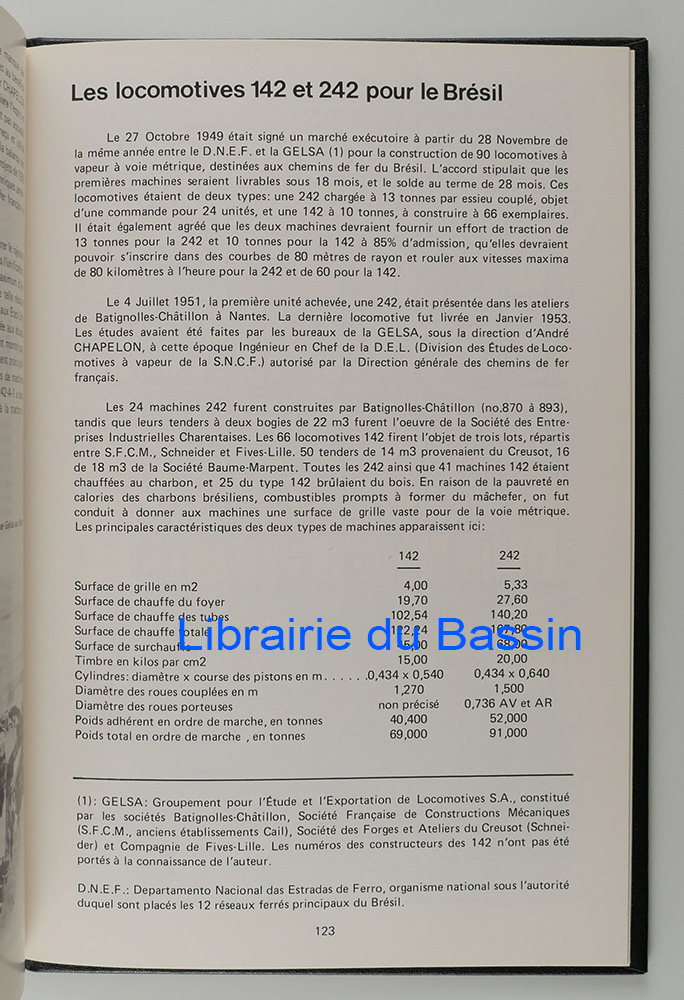 Les locomotives 142 et 242 pour le Brésil
Le 27 Octobre 1949 était signé un marché exécutoire à partir du 28 Novembre de
la même année entre le D.N.E.F. et la GELSA (1) pour la construction de 90 locomotives à
vapeur à voie métrique, destinées aux chemins de fer du Brésil. L'accord stipulait que les
premières machines seraient livrables sous 18 mois, et le solde au terme de 28 mois. Ces
locomotives étaient de deux types: une 242 chargée à 13 tonnes par essieu couplé, objet
d'une commande pour 24 unités, et une 142 à 10 tonnes, à construire à 66 exemplaires.
Il était également agréé que les deux machines devraient fournir un effort de traction de
13 tonnes pour la 242 et 10 tonnes pour la 142 à 85% d'admission, qu'elles devraient
pouvoir s'inscrire dans des courbes de 80 mètres de rayon et rouler aux vitesses maxima
de 80 kilomètres à l'heure pour la 242 et de 60 pour la 142.
Le 4 Juillet 1951, la première unité achevée, une 242, était présentée dans les ateliers
de Batignolles-Châtillon à Nantes. La dernière locomotive fut livrée en Janvier 1953.
Les études avaient été faites par les bureaux de la GELSA, sous la direction d'André
CHAPELON, à cette époque Ingénieur en Chef de la D.E.L. (Division des Études de Loco-
motives à vapeur de la S.N.C.F.) autorisé par la Direction générale des chemins de fer
français.
Les 24 machines 242 furent construites par Batignolles-Châtillon (no.870 à 893),
tandis que leurs tenders à deux bogies de 22 m3 furent l'oeuvre de la Société des Entre-
prises Industrielles Charentaises. Les 66 locomotives 142 firent l'objet de trois lots, répartis
entre S.F.C.M., Schneider et Fives-Lille. 50 tenders de 14 m3 provenaient du Creusot, 16
de 18 m3 de la Société Baume-Marpent. Toutes les 242 ainsi que 41 machines 142 étaient
chauffées au charbon, et 25 du type 142 brûlaient du bois. En raison de la pauvreté en
calories des charbons brésiliens, combustibles prompts à former du mâchefer, on fut
conduit à donner aux machines une surface de grille vaste pour de la voie métrique.
Les principales caractéristiques des deux types de machines apparaissent ici:
142 242
Surface de grille en m2 4,00 5,33
Surface de chauffe du foyer 19,70 27,60
Surface de chauffe des tubes 102,54 140,20
Surface de chauffe totale 122,24 167,80
Surface de surchauffe
Timbre en kilos par cm2 15,00 20,00
Cylindres: diamètre x course des pistons en m. . . . . .0,434 x 0,540 0,434 x 0,640
Diamètre des roues couplées en m 1,270 1,500
Diamètre des roues porteuses non précisé 0,736 AV et AR
Poids adhérent en ordre de marche, en tonnes 40,400 52,000
Poids total en ordre de marche , en tonnes 69,000 91,000
Librairie du Bassin
(1): GELSA: Groupement pour l'Étude et l'Exportation de Locomotives S.A., constitué
par les sociétés Batignolles-Châtillon, Société Française de Constructions Mécaniques
(S.F.C.M., anciens établissements Cail), Société des Forges et Ateliers du Creusot (Schnei-
der) et Compagnie de Fives-Lille. Les numéros des constructeurs des 142 n'ont pas été
portés à la connaissance de l'auteur.
D.N.E.F.: Departamento Nacional das Estradas de Ferro, organisme national sous l'autorité
duquel sont placés les 12 réseaux ferrés principaux du Brésil.
123